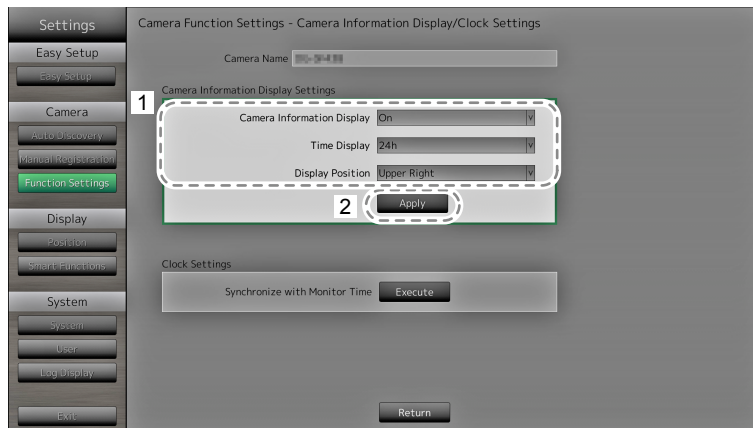 Settings
Easy Setup
Easy Setup
Camera
Auto Discovery
Manual Registration
Function Settings
Display
Position
Smart Functions
System
System
User
Log Display
Exit
Camera Function Settings - Camera Information Display/Clock Settings
Camera Name
Camera Information Display Settings
1
Camera Information Display On
Time Display 24h
Display Position Upper Right
2 Apply
Clock Settings
Synchronize with Monitor Time Execute
Return